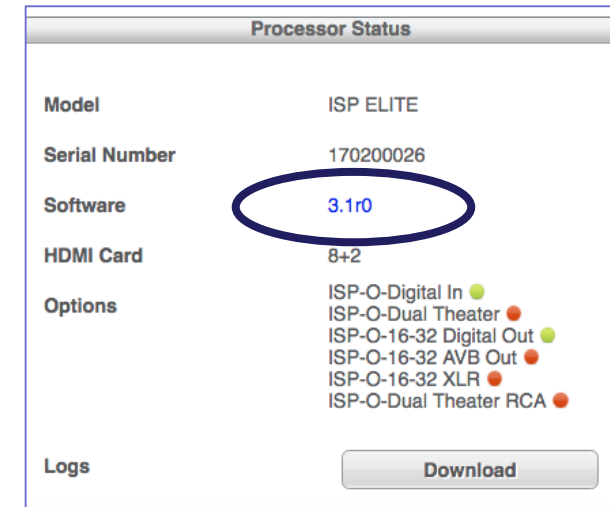 Processor Status
Model ISP ELITE
Serial Number 170200026
Software 3.1r0
HDMI Card 8+2
Options ISP-O-Digital In
ISP-O-Dual Theater
ISP-O-16-32 Digital Out
ISP-O-16-32 AVB Out
ISP-O-16-32 XLR
ISP-O-Dual Theater RCA
Logs Download